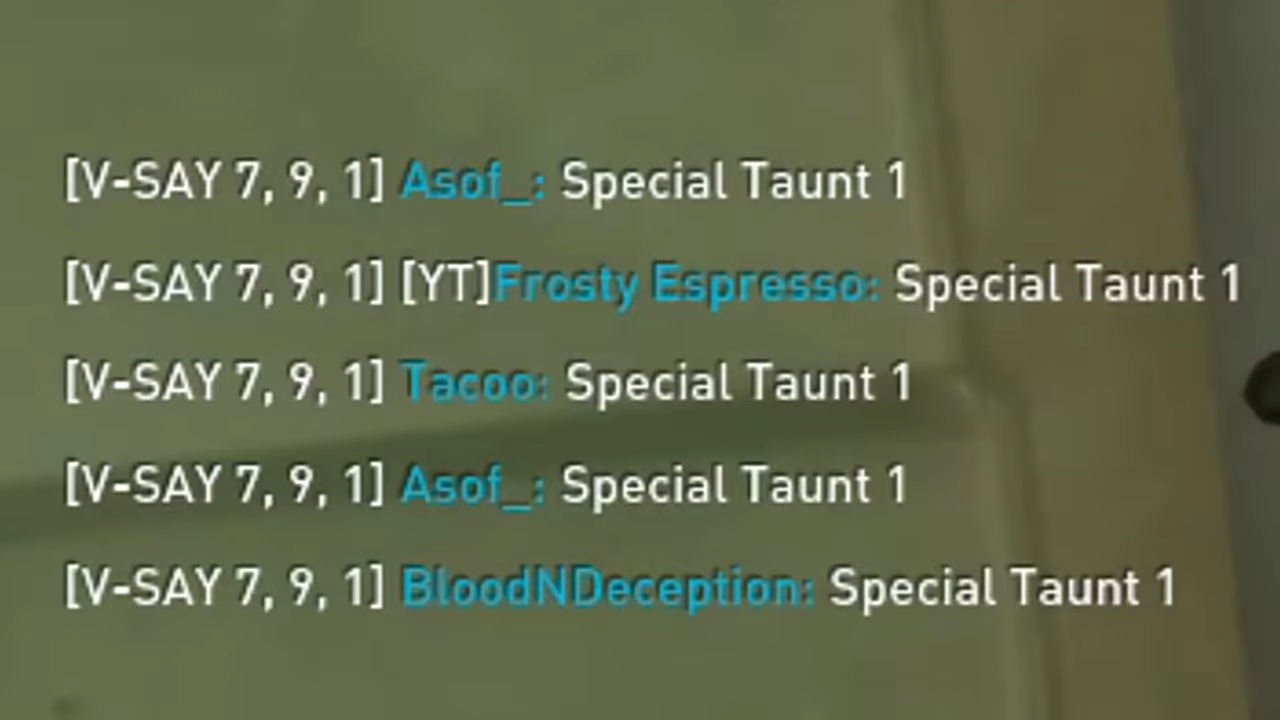 [V-SAY 7, 9, 1] Asof_: Special Taunt 1
[V-SAY 7, 9, 1] [YT]Frosty Espresso: Special Taunt 1
[V-SAY 7, 9, 1] Tacoo: Special Taunt 1
[V-SAY 7, 9, 1] Asof_: Special Taunt 1
[V-SAY 7, 9, 1] BloodNDeception: Special Taunt 1